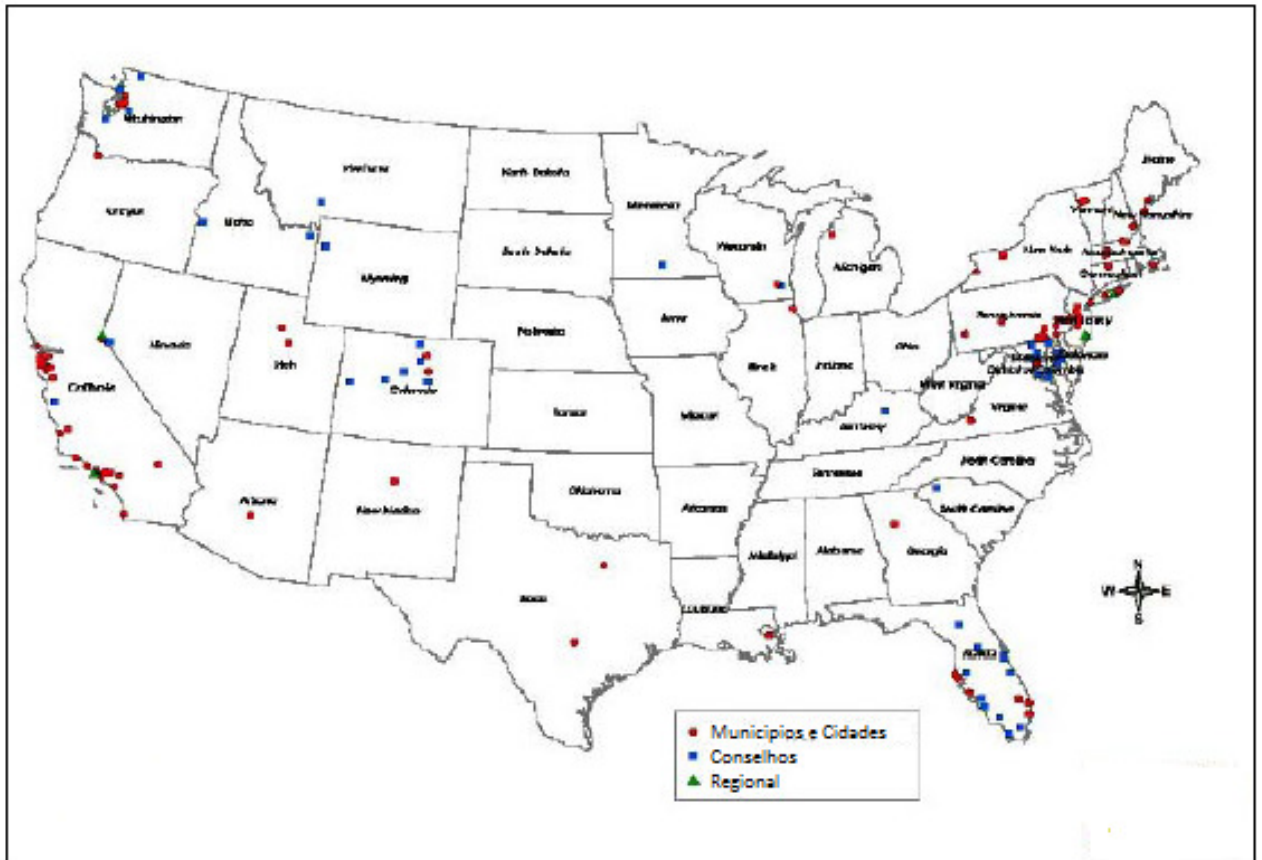 Washington
Montana
North Dakota
Minnesota
Maine
Oregon
Idaho
South Dakota
Wisconsin
Michigan
Vermont
New Hampshire
New York
Massachusetts
Connecticut
Wyoming
Nebraska
Iowa
Pennsylvania
New Jersey
Nevada
Utah
Colorado
California
Kansas
Missouri
Illinois
Indiana
Ohio
West Virginia
Delaware
Virginia
Kentucky
Tennessee
North Carolina
South Carolina
Arizona
New Mexico
Oklahoma
Arkansas
Mississippi
Alabama
Georgia
Texas
Louisiana
Florida
N
W
E
S
Municipios e Cidades
Conselhos
Regional